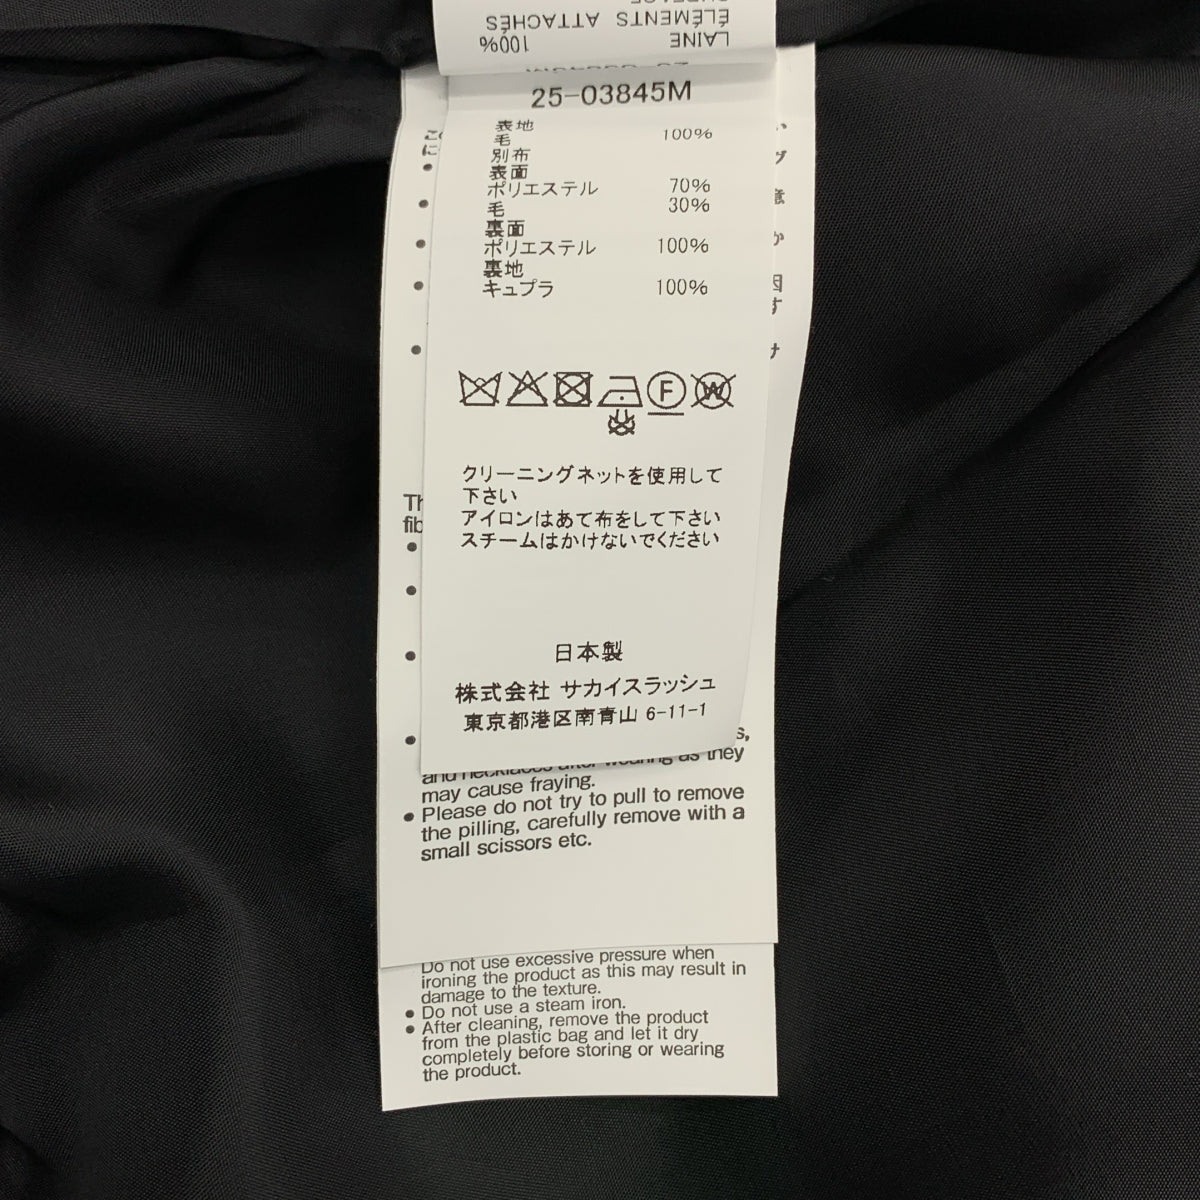 LAINE 100%
ÉLÉMENTS ATTACHÉS
25-03845M
表地
毛 100%
別布
表面
ポリエステル 70%
毛 30%
裏面
ポリエステル 100%
裏地
キュプラ 100%
F
W
クリーニングネットを使用して
下さい
アイロンはあて布をして下さい
スチームはかけないでください
日本製
株式会社 サカイスラッシュ
東京都港区南青山 6-11-1
and necklaces after wearing as they
may cause fraying.
• Please do not try to pull to remove
the pilling, carefully remove with a
small scissors etc.
Do not use excessive pressure when
ironing the product as this may result in
damage to the texture.
• Do not use a steam iron.
• After cleaning, remove the product
from the plastic bag and let it dry
completely before storing or wearing
the product.